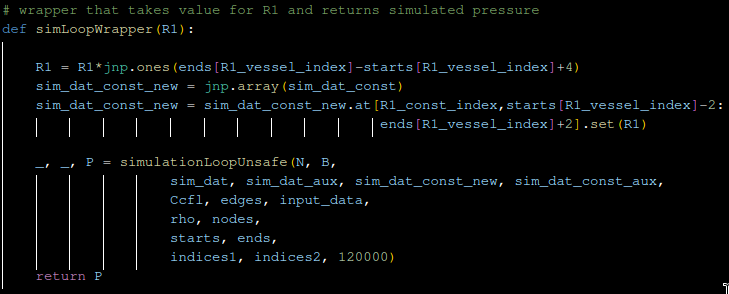 # wrapper that takes value for R1 and returns simulated pressure
def simLoopWrapper(R1):
R1 = R1*jnp.ones(ends[R1_vessel_index]-starts[R1_vessel_index]+4)
sim_dat_const_new = jnp.array(sim_dat_const)
sim_dat_const_new = sim_dat_const_new.at[R1_const_index,starts[R1_vessel_index]-2:
ends[R1_vessel_index]+2].set(R1)
_, _, P = simulationLoopUnsafe(N, B,
sim_dat, sim_dat_aux, sim_dat_const_new, sim_dat_const_aux,
Ccfl, edges, input_data,
rho, nodes,
starts, ends,
indices1, indices2, 120000)
return P